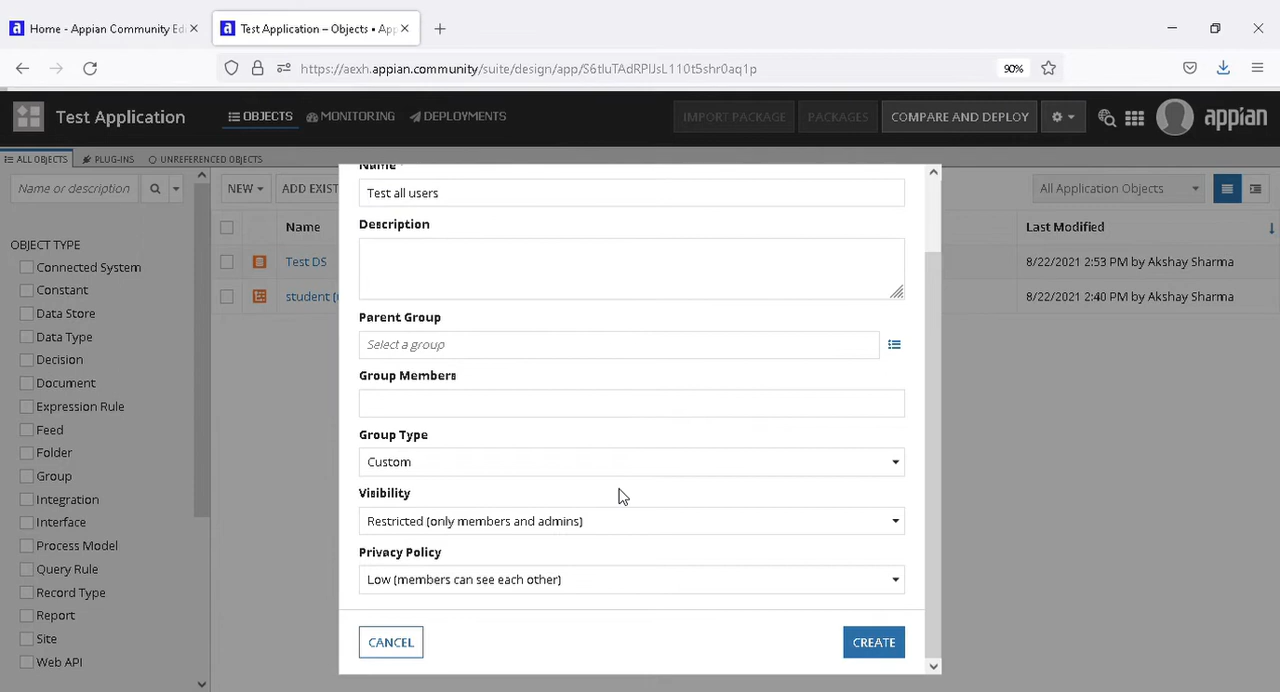 Home - Appian Community Edi
Test Application – Objects • App
https://aexh.appian.community/suite/design/app/S6tIuTAdRPlJsL110t5shr0aq1p
90%
Test Application
OBJECTS
MONITORING
DEPLOYMENTS
IMPORT PACKAGE
PACKAGES
COMPARE AND DEPLOY
appian
ALL OBJECTS
PLUG-INS
UNREFERENCED OBJECTS
Name or description
NEW
ADD EXIST
All Application Objects
Name
Last Modified
Test DS
8/22/2021 2:53 PM by Akshay Sharma
student (
8/22/2021 2:40 PM by Akshay Sharma
OBJECT TYPE
Connected System
Constant
Data Store
Data Type
Decision
Document
Expression Rule
Feed
Folder
Group
Integration
Interface
Process Model
Query Rule
Record Type
Report
Site
Web API
Name
Test all users
Description
Parent Group
Select a group
Group Members
Group Type
Custom
Visibility
Restricted (only members and admins)
Privacy Policy
Low (members can see each other)
CANCEL
CREATE